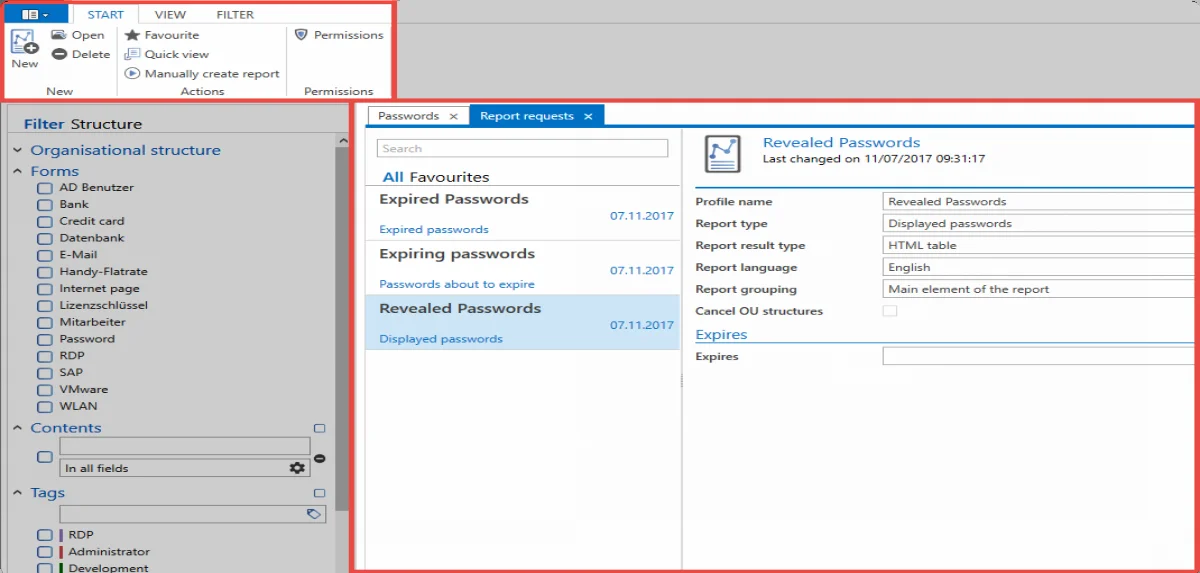 START VIEW FILTER
New
Open
Delete
New
Favourite
Quick view
Manually create report
Actions
Permissions
Permissions
Filter Structure
Organisational structure
Forms
AD Benutzer
Bank
Credit card
Datenbank
E-Mail
Handy-Flatrate
Internet page
Lizenzschlüssel
Mitarbeiter
Password
RDP
SAP
VMware
WLAN
Contents
In all fields
Tags
RDP
Administrator
Development
Passwords Report requests
Search
All Favourites
Expired Passwords
07.11.2017
Expired passwords
Expiring passwords
07.11.2017
Passwords about to expire
Revealed Passwords
07.11.2017
Displayed passwords
Revealed Passwords
Last changed on 11/07/2017 09:31:17
Profile name Revealed Passwords
Report type Displayed passwords
Report result type HTML table
Report language English
Report grouping Main element of the report
Cancel OU structures
Expires
Expires